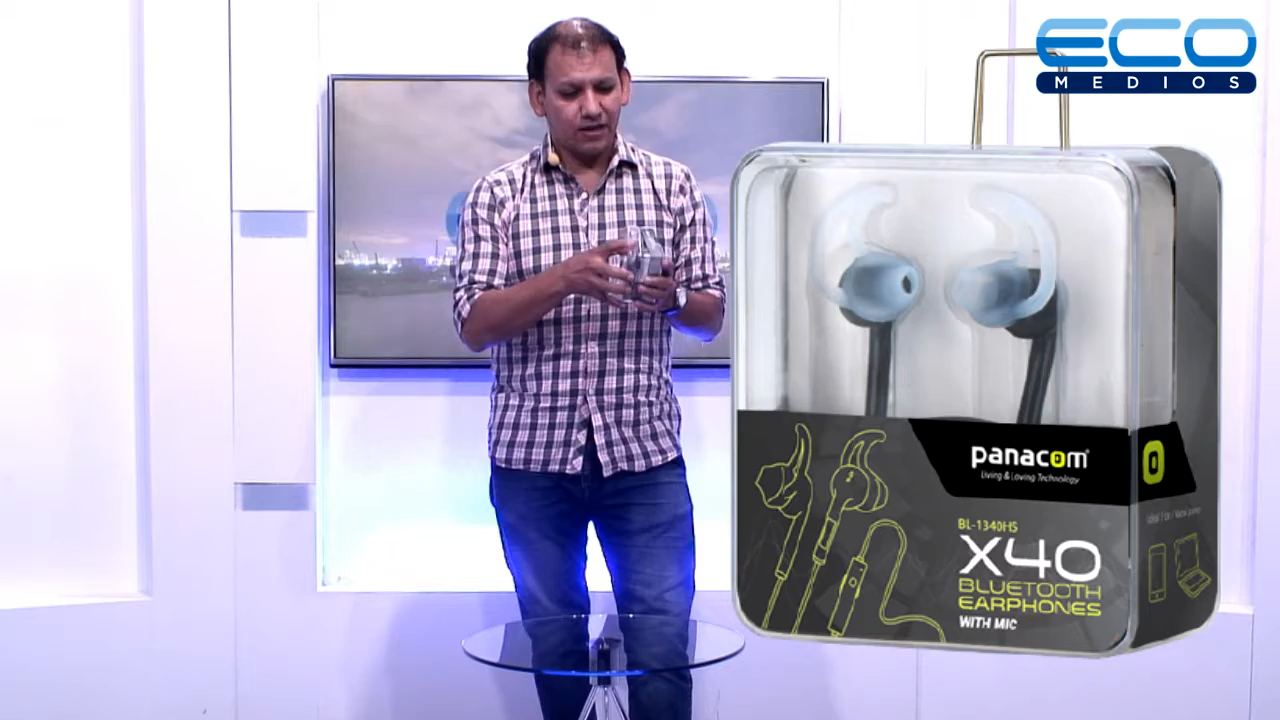 ECO
MEDIOS
panacom
Living & Loving Technology
BL-1340HS
X40
BLUETOOTH
EARPHONES
WITH MIC